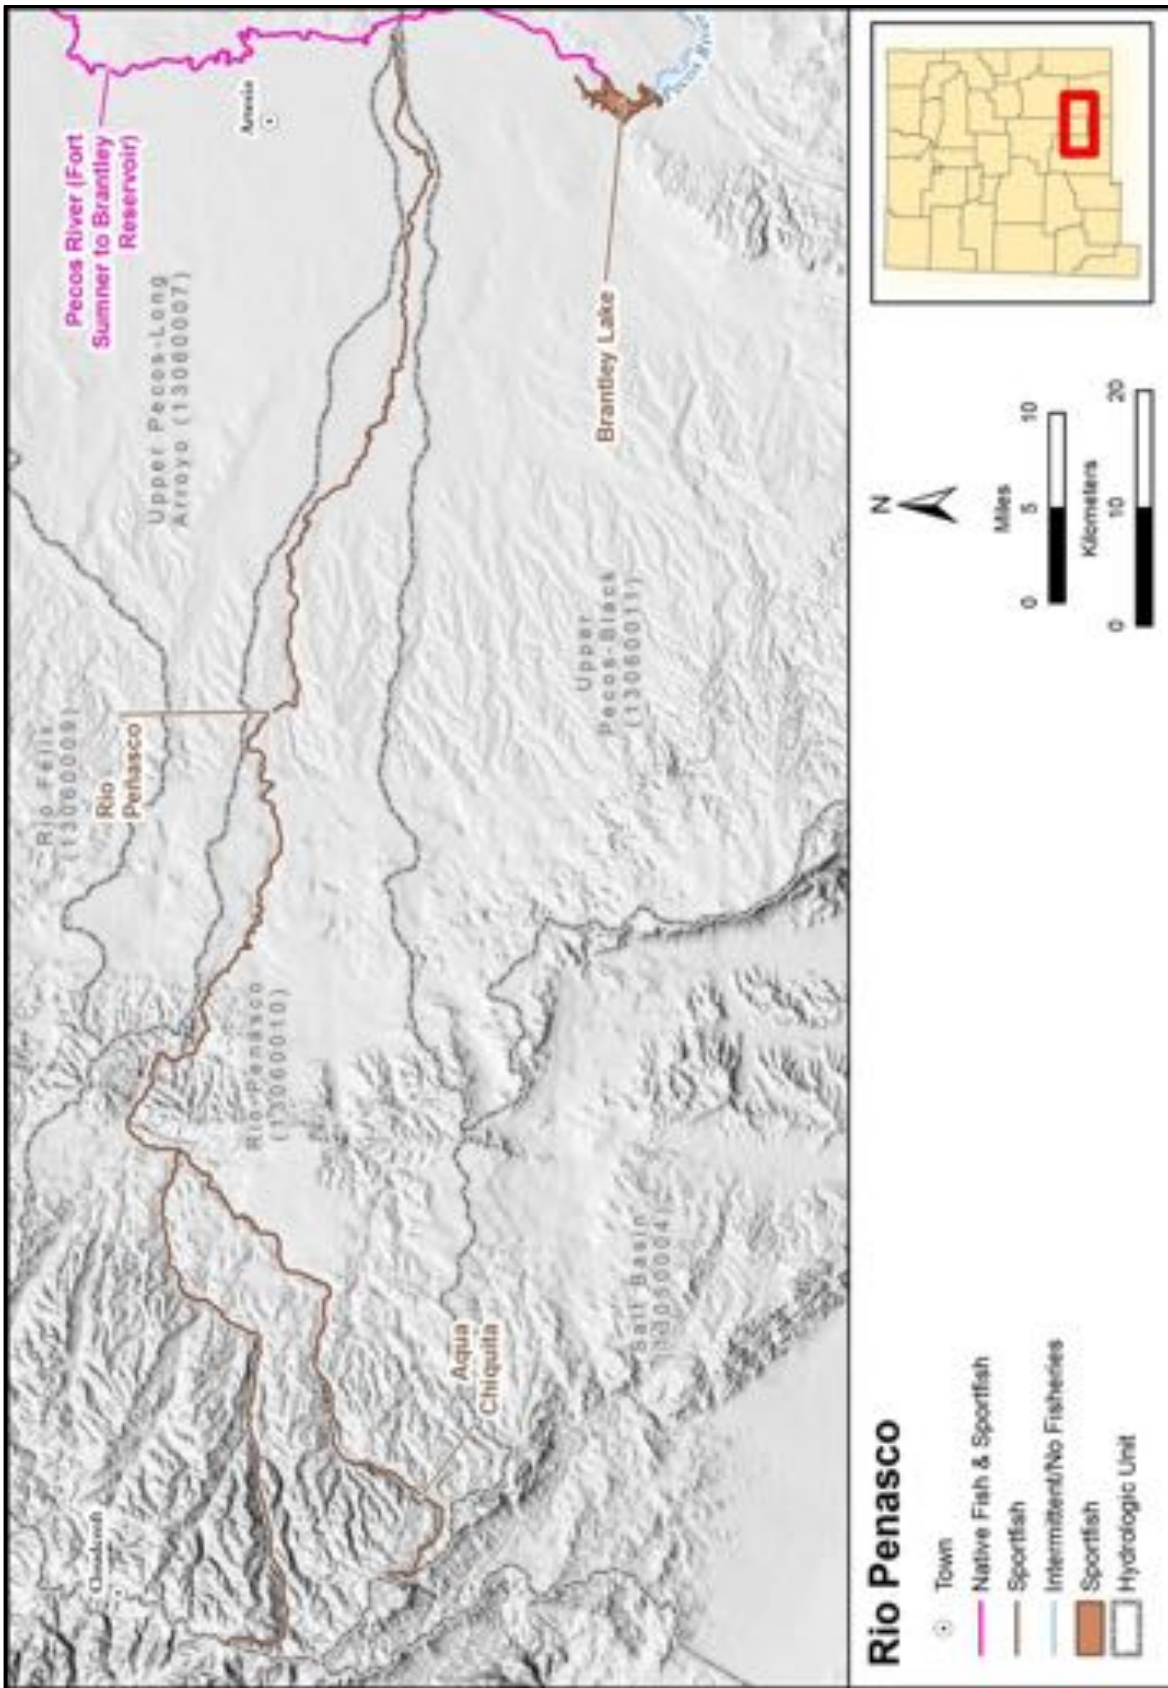 Pecos River (Fort
Sumner to Brantley
Reservoir)
Artesia
Pecos River
Upper Pecos-Long
Arroyo (13060007)
Rio Felix
(13060009)
Rio
Peñasco
Brantley Lake
Upper
Pecos-Black
(13060011)
Rio Penasco
(13060010)
Salt Basin
(13050004)
Aqua
Chiquita
Cloudcroft
Rio Penasco
Town
Native Fish & Sportfish
Sportfish
Intermittent/No Fisheries
Sportfish
Hydrologic Unit
N
Miles
0 5 10
Kilometers
0 10 20